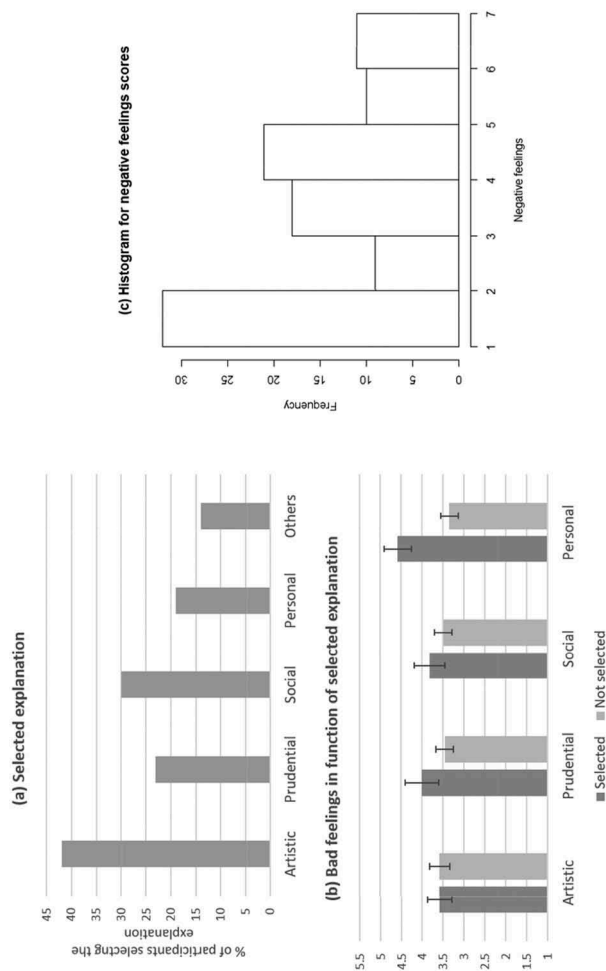 (a) Selected explanation
% of participants selectng the
explanation
45
40
35
30
25
20
15
10
5
0
Artistic Prudential Social Personal Others
(b) Bad feelings in function of selected explanation
5.5
5
4.5
4
3.5
3
2.5
2
1.5
1
Artistic Prudential Social Personal
Selected Not selected
(c) Histogram for negative feelings scores
Frequency
30
25
20
15
10
5
0
1 2 3 4 5 6 7
Negative feelings